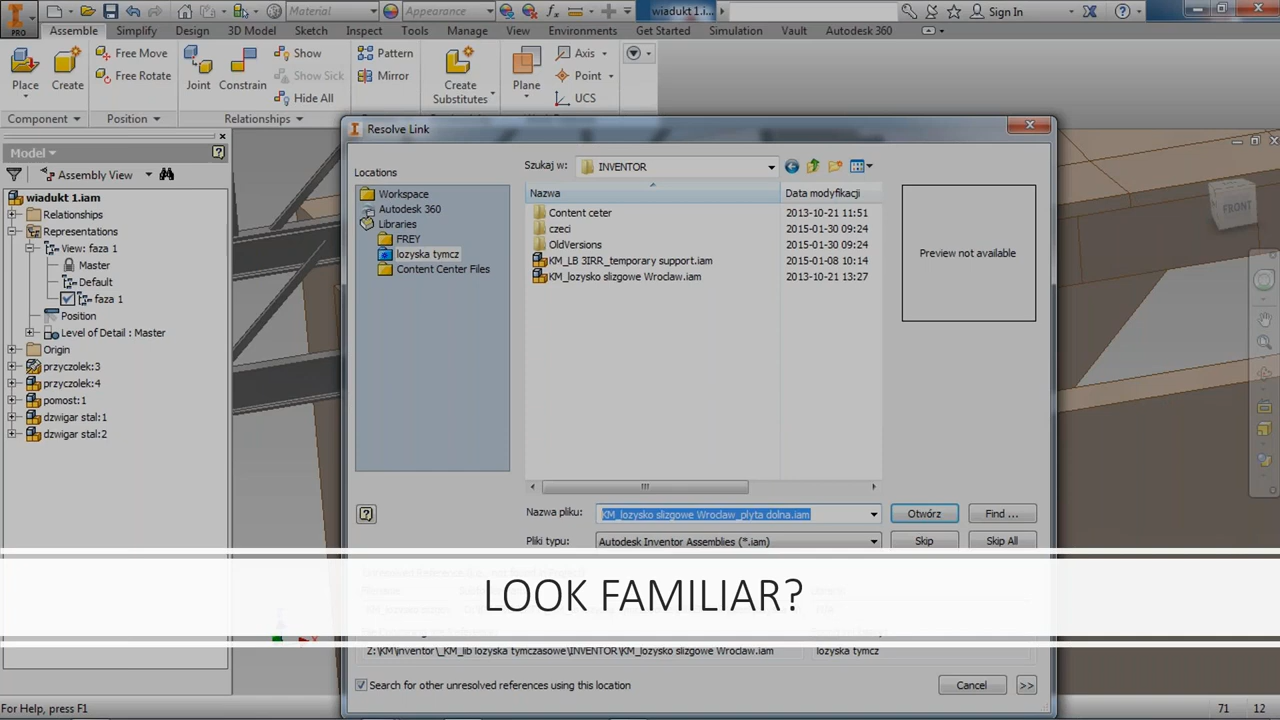 Material
Appearance
wiadukt 1.i...
Sign In
PRO
Assemble Simplify Design 3D Model Sketch Inspect Tools Manage View Environments Get Started Simulation Vault Autodesk 360
Place
Create
Free Move
Free Rotate
Joint
Constrain
Show
Show Sick
Hide All
Pattern
Mirror
Create
Substitutes
Plane
Axis
Point
UCS
Component
Position
Relationships
Model
Assembly View
wiadukt 1.iam
Relationships
Representations
View: faza 1
Master
Default
faza 1
Position
Level of Detail : Master
Origin
przyczolek:3
przyczolek:4
pomost:1
dzwigar stal:1
dzwigar stal:2
Resolve Link
Locations
Workspace
Autodesk 360
Libraries
FREY
lozyska tymcz
Content Center Files
Szukaj w: INVENTOR
Nazwa Data modyfikacji
Content ceter 2013-10-21 11:51
czeci 2015-01-30 09:24
OldVersions 2015-01-30 09:24
KM_LB 3IRR_temporary support.iam 2015-01-08 10:14
KM_lozysko slizgowe Wroclaw.iam 2013-10-21 13:27
Preview not available
FRONT
Nazwa pliku: KM_lozysko slizgowe Wroclaw_plyta dolna.iam Otwórz Find ...
Pliki typu: Autodesk Inventor Assemblies (*.iam) Skip Skip All
LOOK FAMILIAR?
Z:\KM\inventor\_KM_lib lozyska tymczasowe\INVENTOR\KM_lozysko slizgowe Wroclaw.iam lozyska tymcz
Search for other unresolved references using this location
Cancel >>
For Help, press F1
71 12